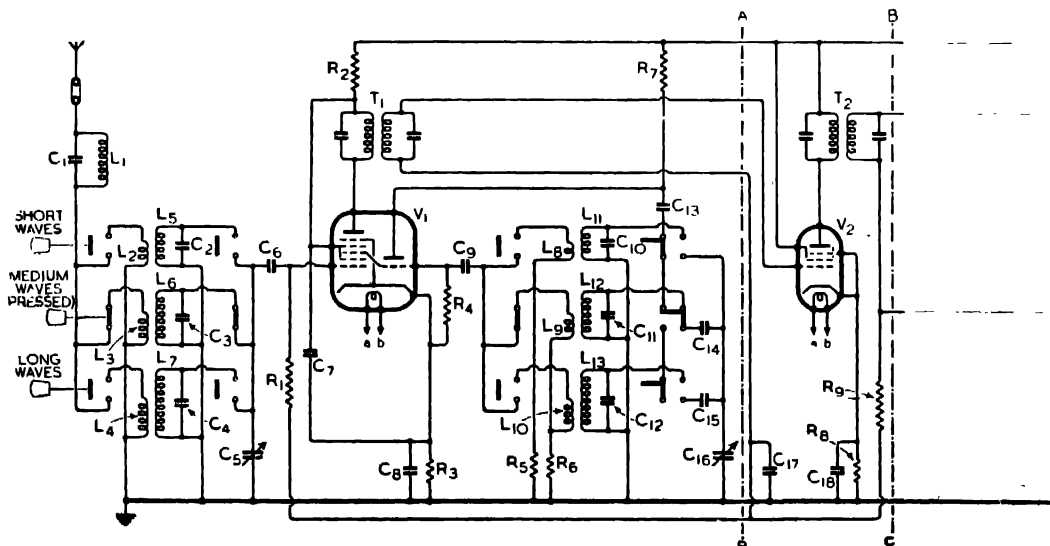 A
B
R2
R7
T1
T2
C1
L1
V1
V2
C13
SHORT
WAVES
L5
L2
C2
C6
C9
L11
L8
C10
MEDIUM
WAVES
PRESSED)
L6
L3
C3
R4
L12
L9
C11
C14
a b
a b
LONG
WAVES
L7
L4
C4
C5
R1
C7
L13
L10
C12
C15
R9
C8
R3
R5
R6
C16
C17
C18
R8
C